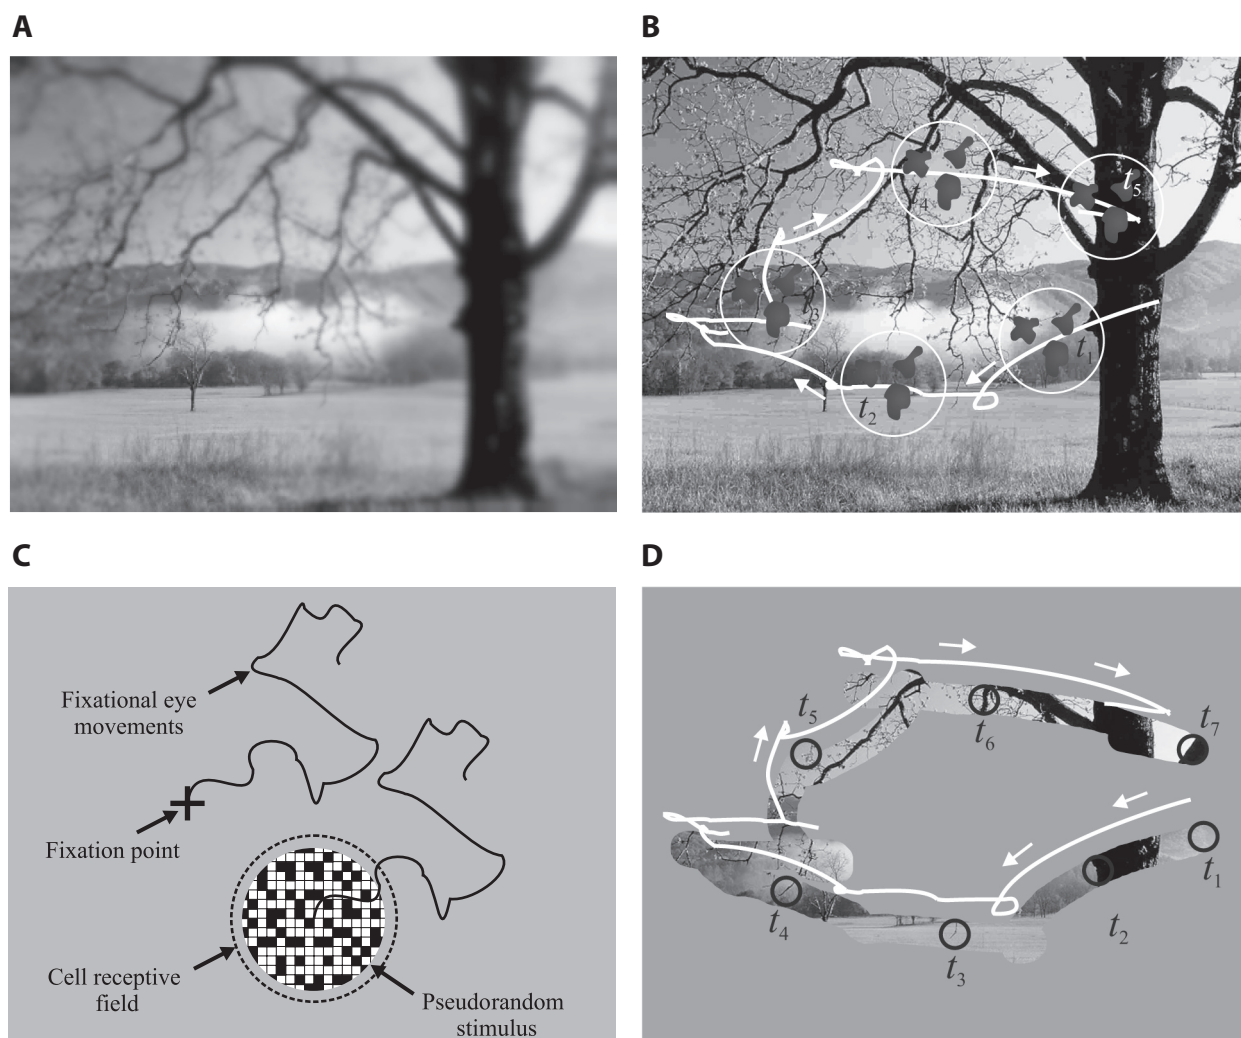 A
B
t5
4
t3
t1
t2
C
D
Fixational eye
movements
Fixation point
Cell receptive
field
Pseudorandom
stimulus
t5
t6
t7
t1
t4
t2
t3